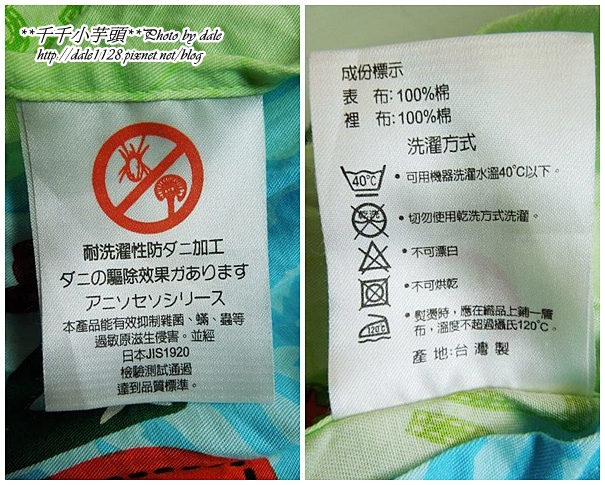 **千千小芋頭**Photo by dale
http://dale1128.pixnet.net/blog
耐洗濯性防ダニ加工
ダニの駆除效果があります
アニソセソシリース
本產品能有效抑制雜菌、蟎、蟲等
過敏原滋生侵害。並經
日本JIS1920
檢驗測試通過
達到品質標準。
成份標示
表 布:100%棉
裡 布:100%棉
洗濯方式
40℃
• 可用機器洗濯水溫40℃以下。
乾洗
• 切勿使用乾洗方式洗濯。
• 不可漂白
• 不可烘乾
120℃
• 熨燙時，應在織品上鋪一層
布，溫度不超過攝氏120℃。
產地:台灣製